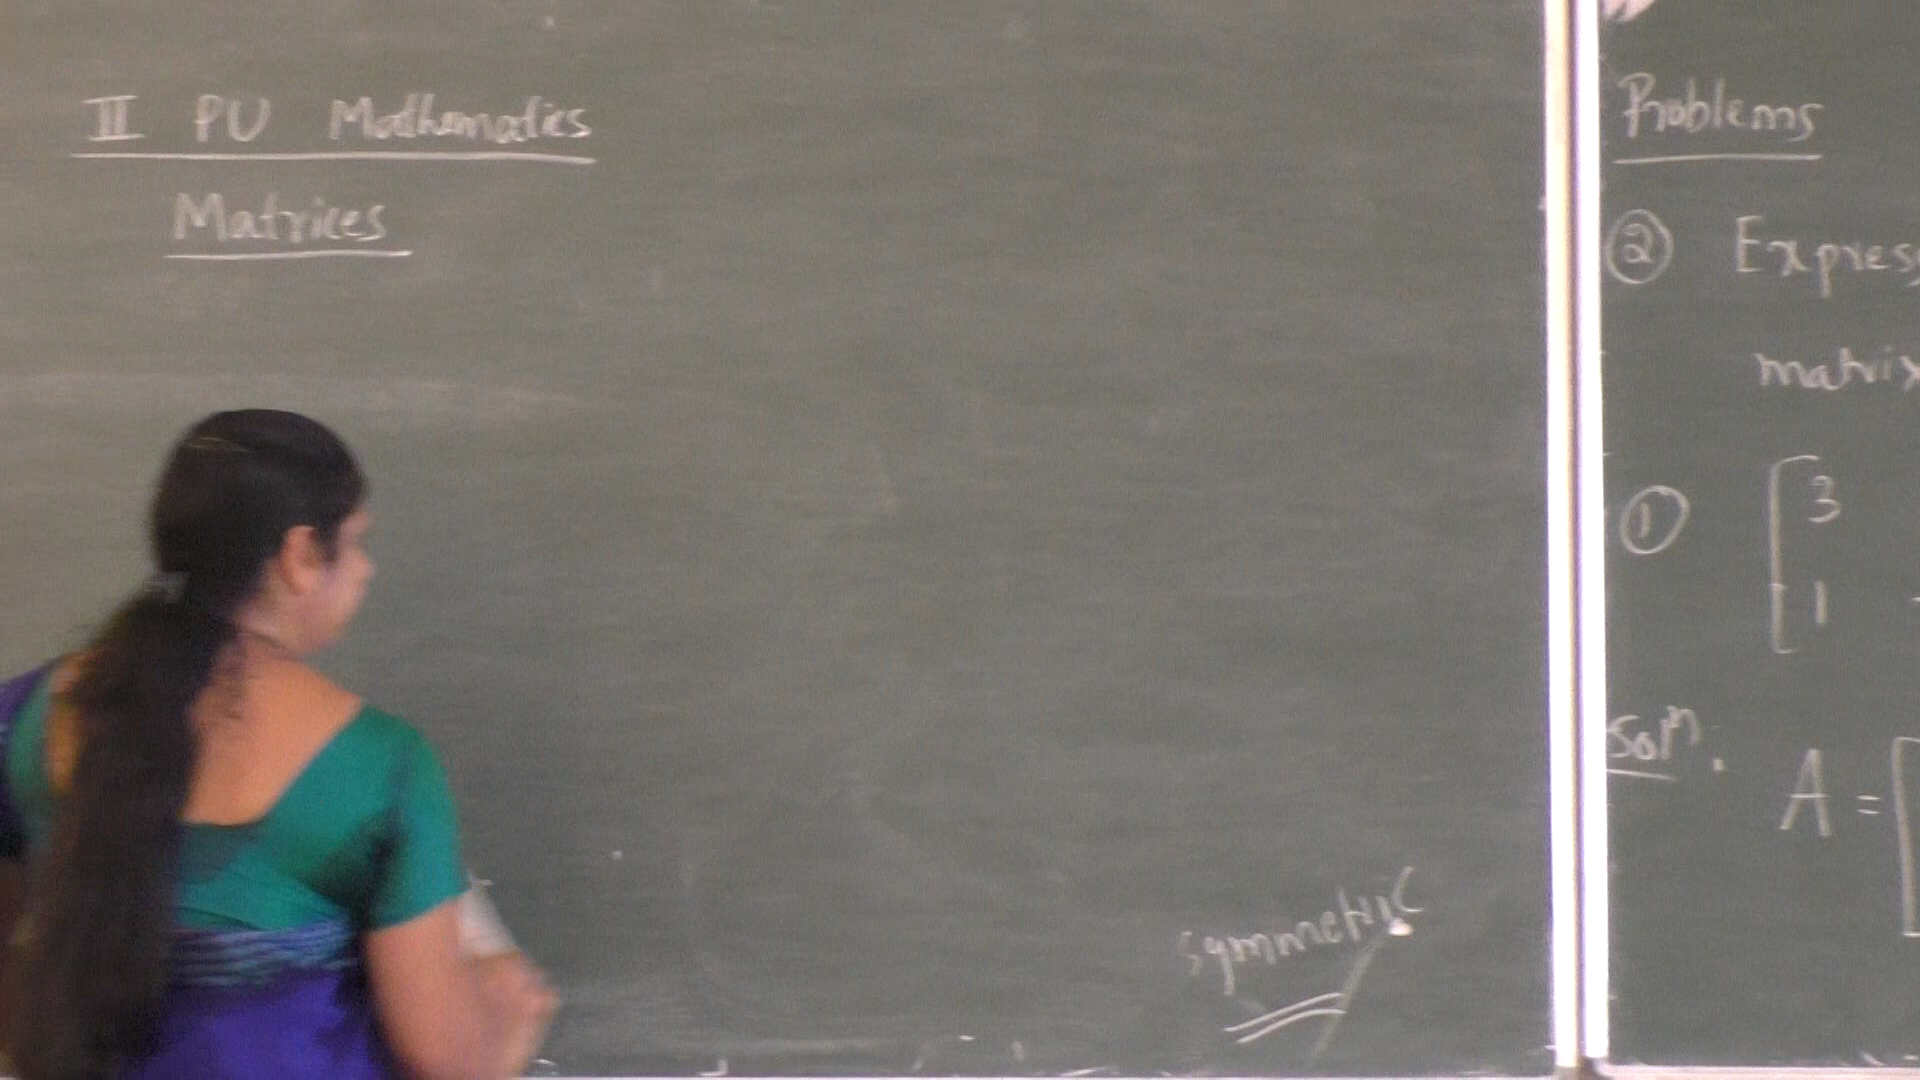 II PU Mathematics
Matrices
symmetric
Problems
② Express
matrix
① [ 3
1
Soln.
A = [